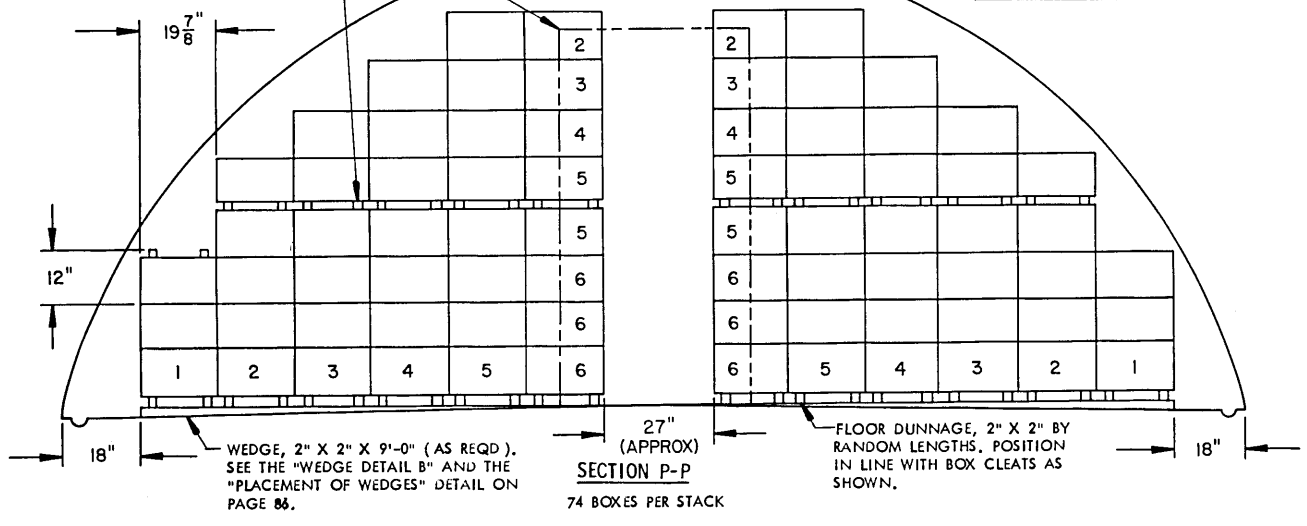 19 7/8"
2 2
3 3
4 4
5 5
5 5
12"
6 6
6 6
1 2 3 4 5 6 6 5 4 3 2 1
18"
WEDGE, 2" X 2" X 9'-0" (AS REQD).
SEE THE "WEDGE DETAIL B" AND THE
"PLACEMENT OF WEDGES" DETAIL ON
PAGE 86.
27"
(APPROX)
SECTION P-P
74 BOXES PER STACK
FLOOR DUNNAGE, 2" X 2" BY
RANDOM LENGTHS. POSITION
IN LINE WITH BOX CLEATS AS
SHOWN.
18"